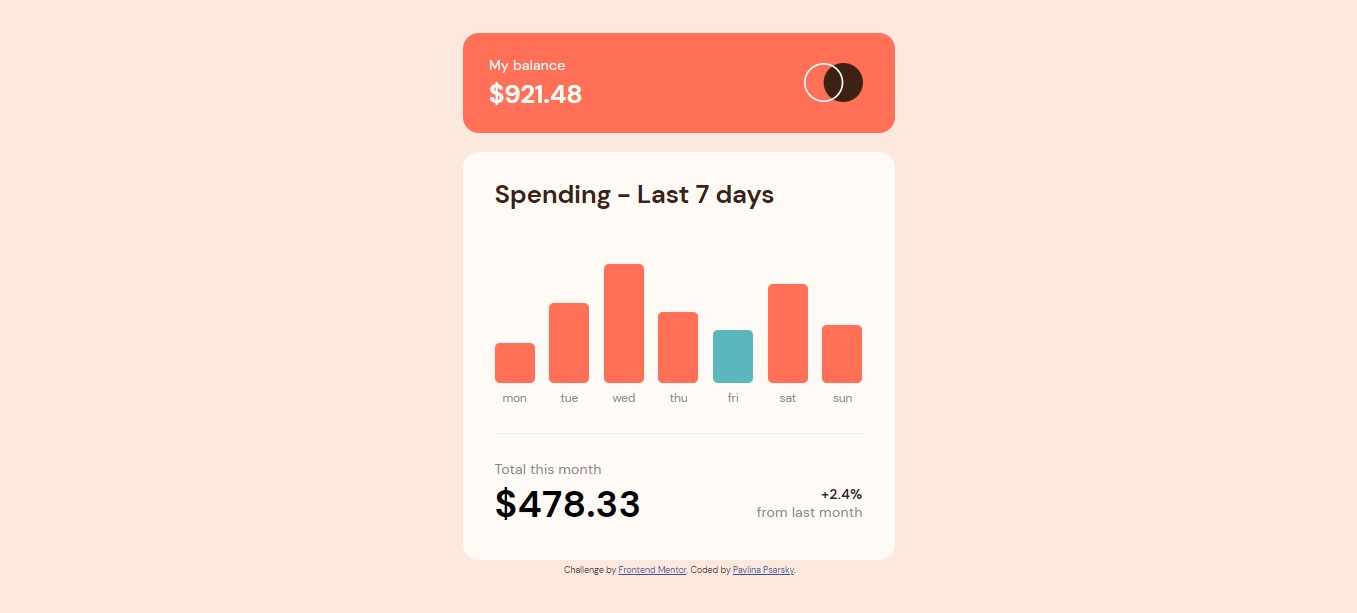 My balance
$921.48
Spending - Last 7 days
mon tue wed thu fri sat sun
Total this month
$478.33
+2.4%
from last month
Challenge by Frontend Mentor. Coded by Pavlina Psarsky.